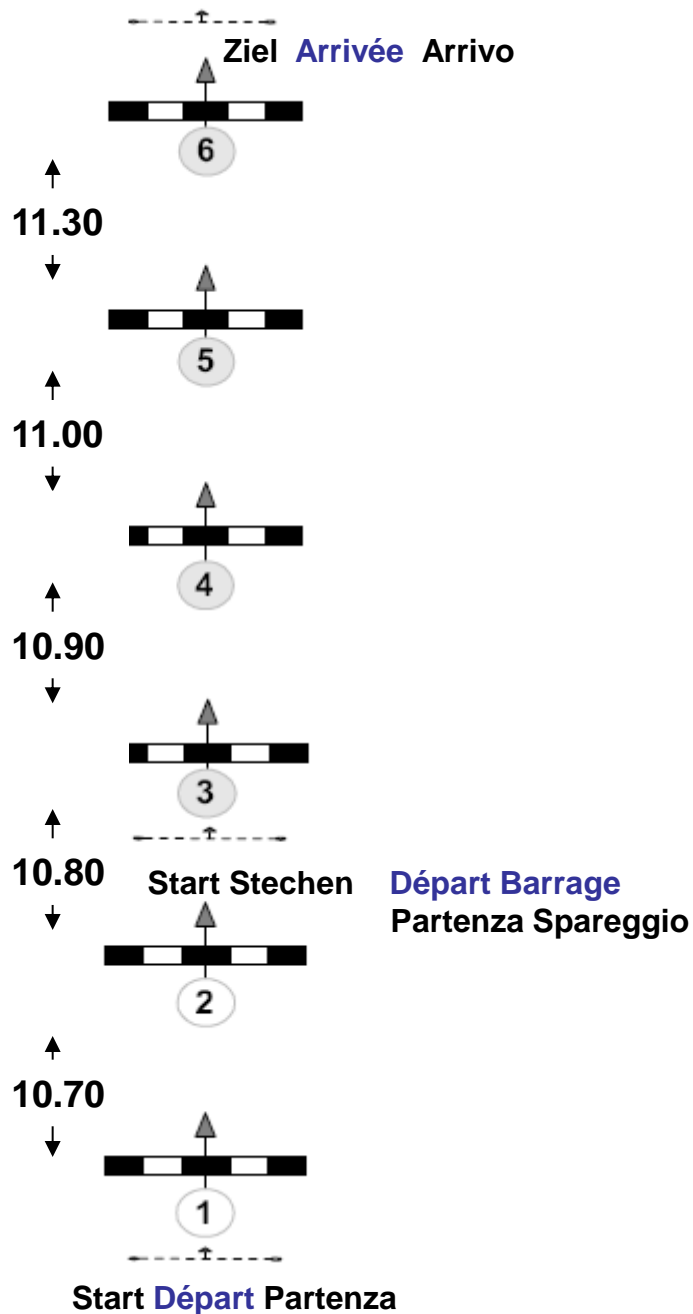 Ziel Arrivée Arrivo
6
11.30
5
11.00
4
10.90
3
10.80
Start Stechen Départ Barrage
Partenza Spareggio
2
10.70
1
Start Départ Partenza